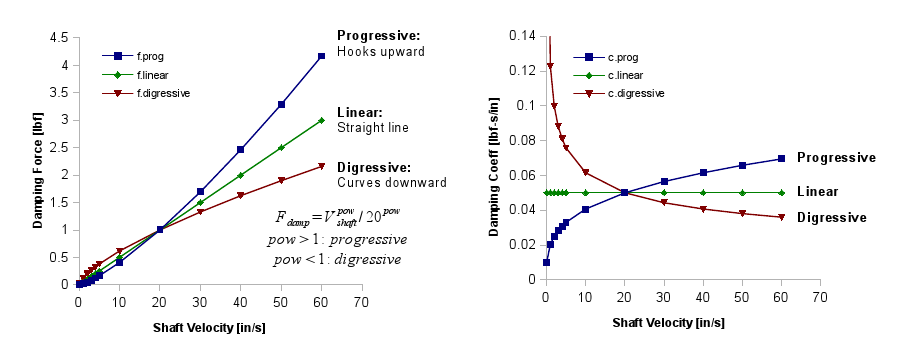 Progressive:
Hooks upward
Linear:
Straight line
Digressive:
Curves downward
f.prog
f.linear
f.digressive
F_damp = V_shaft^pow / 20^pow
pow > 1: progressive
pow < 1: digressive
Damping Force [lbf]
4.5
4
3.5
3
2.5
2
1.5
1
0.5
0
0 10 20 30 40 50 60 70
Shaft Velocity [in/s]
c.prog
c.linear
c.digressive
Progressive
Linear
Digressive
Damping Coeff [lbf-s/in]
0.14
0.12
0.1
0.08
0.06
0.04
0.02
0
0 10 20 30 40 50 60 70
Shaft Velocity [in/s]